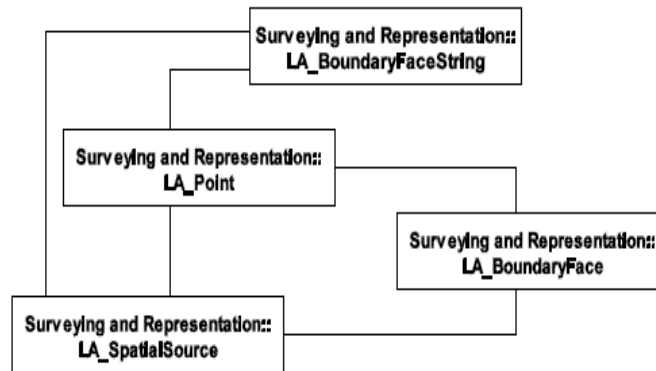 Surveying and Representation::
LA_BoundaryFaceString
Surveying and Representation::
LA_Point
Surveying and Representation::
LA_BoundaryFace
Surveying and Representation::
LA_SpatialSource